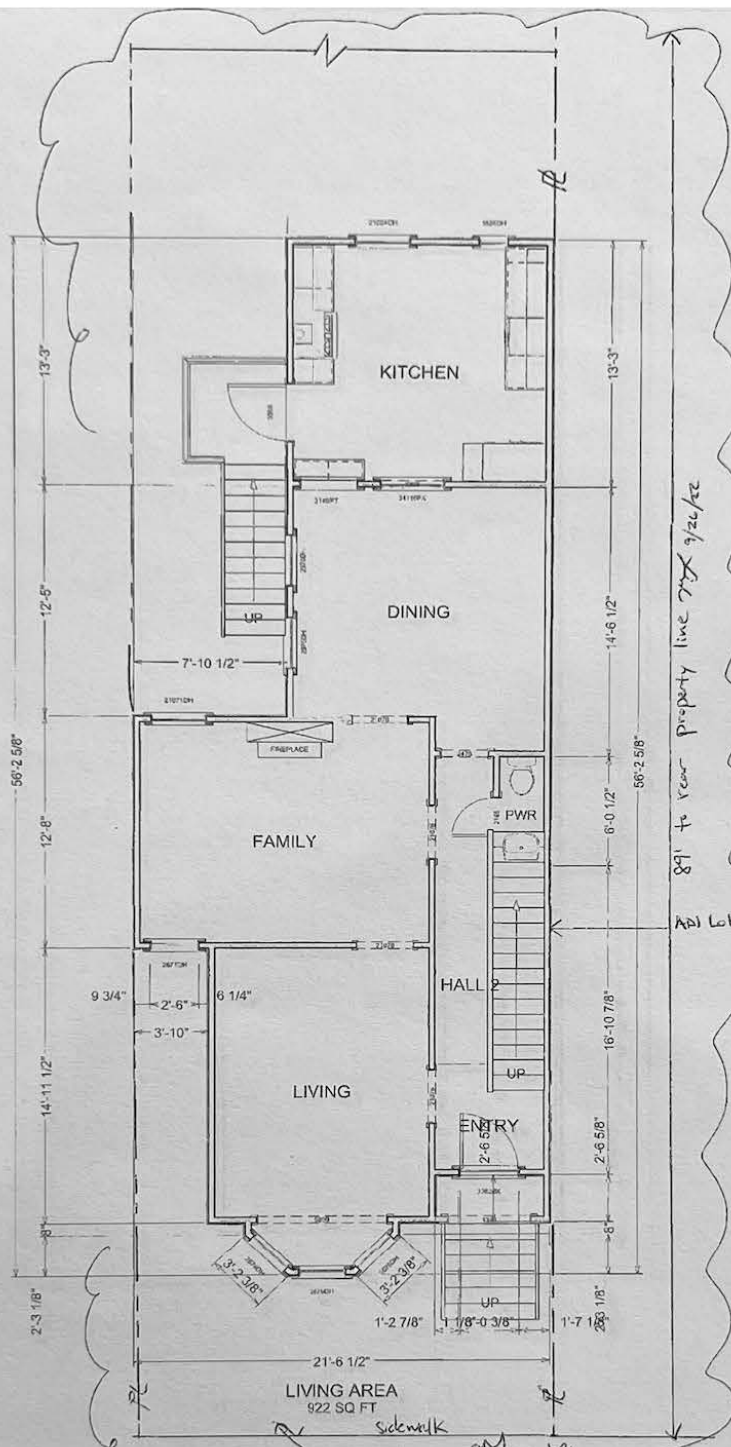 KITCHEN
13'-3"
13'-3"
DINING
12'-5"
14'-6 1/2"
UP
7'-10 1/2"
56'-2 5/8"
56'-2 5/8"
FIREPLACE
PWR
6'-0 1/2"
12'-8"
FAMILY
89' to rear property line
9/26/22
HALL 2
9 3/4"
2'-6"
6 1/4"
3'-10"
16'-10 7/8"
14'-11 1/2"
LIVING
UP
ENTRY
2'-6 5/8"
2'-6 5/8"
8"
8"
3'-2 3/8"
3'-2 3/8"
UP
2'-3 1/8"
1'-2 7/8"
21'-6 1/2"
LIVING AREA
922 SQ FT
sidewalk